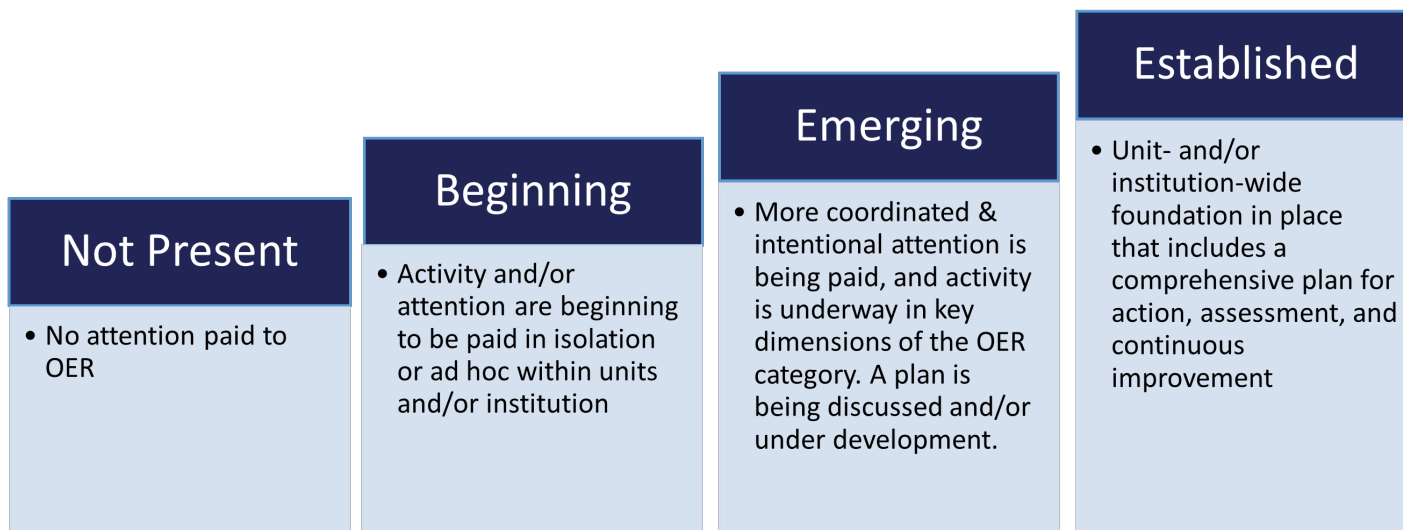 Not Present
• No attention paid to
OER
Beginning
• Activity and/or
attention are beginning
to be paid in isolation
or ad hoc within units
and/or institution
Emerging
• More coordinated &
intentional attention is
being paid, and activity
is underway in key
dimensions of the OER
category. A plan is
being discussed and/or
under development.
Established
• Unit- and/or
institution-wide
foundation in place
that includes a
comprehensive plan for
action, assessment, and
continuous
improvement